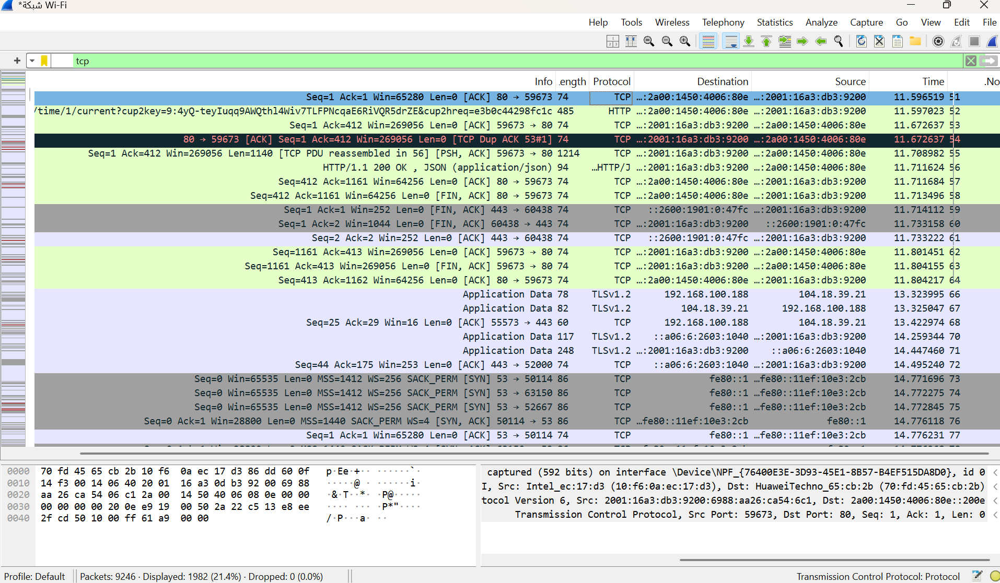 *شبكة Wi-Fi
File Edit View Go Capture Analyze Statistics Telephony Wireless Tools Help
tcp
No. Time Source Destination Protocol ength Info
51 11.596519 2001:16a3:db3:9200:… 2a00:1450:4006:80e:… TCP 74 80 → 59673 [ACK] Seq=1 Ack=1 Win=65280 Len=0
52 11.597023 2001:16a3:db3:9200:… 2a00:1450:4006:80e:… HTTP 485 /time/1/current?cup2key=9:4yQ-teyIuqq9AWQthl4Wiv7TLFPNcqaE6RiVQR5drZE&cup2hreq=e3b0c44298fc1c
53 11.672637 2a00:1450:4006:80e:… 2001:16a3:db3:9200:… TCP 74 59673 → 80 [ACK] Seq=1 Ack=412 Win=269056 Len=0
54 11.672637 2a00:1450:4006:80e:… 2001:16a3:db3:9200:… TCP 74 [TCP Dup ACK 53#1] 80 → 59673 [ACK] Seq=1 Ack=412 Win=269056 Len=0
55 11.708982 2a00:1450:4006:80e:… 2001:16a3:db3:9200:… TCP 1214 59673 → 80 [PSH, ACK] Seq=1 Ack=412 Win=269056 Len=1140 [TCP PDU reassembled in 56]
56 11.711624 2a00:1450:4006:80e:… 2001:16a3:db3:9200:… HTTP/J… 94 HTTP/1.1 200 OK , JSON (application/json)
57 11.711684 2001:16a3:db3:9200:… 2a00:1450:4006:80e:… TCP 74 80 → 59673 [ACK] Seq=412 Ack=1161 Win=64256 Len=0
58 11.713496 2001:16a3:db3:9200:… 2a00:1450:4006:80e:… TCP 74 80 → 59673 [FIN, ACK] Seq=412 Ack=1161 Win=64256 Len=0
59 11.714112 2001:16a3:db3:9200:… 2600:1901:0:47fc:: TCP 74 443 → 60438 [FIN, ACK] Seq=1 Ack=1 Win=252 Len=0
60 11.733158 2600:1901:0:47fc:: 2001:16a3:db3:9200:… TCP 74 60438 → 443 [FIN, ACK] Seq=1 Ack=2 Win=1044 Len=0
61 11.733222 2001:16a3:db3:9200:… 2600:1901:0:47fc:: TCP 74 443 → 60438 [ACK] Seq=2 Ack=2 Win=252 Len=0
62 11.801451 2a00:1450:4006:80e:… 2001:16a3:db3:9200:… TCP 74 59673 → 80 [ACK] Seq=1161 Ack=413 Win=269056 Len=0
63 11.804155 2a00:1450:4006:80e:… 2001:16a3:db3:9200:… TCP 74 59673 → 80 [FIN, ACK] Seq=1161 Ack=413 Win=269056 Len=0
64 11.804217 2001:16a3:db3:9200:… 2a00:1450:4006:80e:… TCP 74 80 → 59673 [ACK] Seq=413 Ack=1162 Win=64256 Len=0
66 13.323995 104.18.39.21 192.168.100.188 TLSv1.2 78 Application Data
67 13.325047 192.168.100.188 104.18.39.21 TLSv1.2 82 Application Data
68 13.422974 104.18.39.21 192.168.100.188 TCP 60 55573 → 443 [ACK] Seq=25 Ack=29 Win=16 Len=0
70 14.259344 2001:16a3:db3:9200:… 2603:1040:a06:6:: TLSv1.2 117 Application Data
71 14.447460 2603:1040:a06:6:: 2001:16a3:db3:9200:… TLSv1.2 248 Application Data
72 14.495240 2001:16a3:db3:9200:… 2603:1040:a06:6:: TCP 74 443 → 52000 [ACK] Seq=44 Ack=175 Win=253 Len=0
73 14.771696 fe80::11ef:10e3:2cb… fe80::1 TCP 86 53 → 50114 [SYN] Seq=0 Win=65535 Len=0 MSS=1412 WS=256 SACK_PERM
74 14.772275 fe80::11ef:10e3:2cb… fe80::1 TCP 86 53 → 63150 [SYN] Seq=0 Win=65535 Len=0 MSS=1412 WS=256 SACK_PERM
75 14.772845 fe80::11ef:10e3:2cb… fe80::1 TCP 86 53 → 52667 [SYN] Seq=0 Win=65535 Len=0 MSS=1412 WS=256 SACK_PERM
76 14.776118 fe80::1 fe80::11ef:10e3:2cb… TCP 86 50114 → 53 [SYN, ACK] Seq=0 Ack=1 Win=28800 Len=0 MSS=1440 SACK_PERM WS=4
77 14.776231 fe80::11ef:10e3:2cb… fe80::1 TCP 74 53 → 50114 [ACK] Seq=1 Ack=1 Win=65280 Len=0
0000 70 fd 45 65 cb 2b 10 f6 0a ec 17 d3 86 dd 60 0f p·Ee·+·· ······`·
0010 14 f3 00 14 06 40 20 01 16 a3 0d b3 92 00 69 88 ·····@ · ······i·
0020 aa 26 ca 54 06 c1 2a 00 14 50 40 06 08 0e 00 00 ·&·T··*· ·P@·····
0030 00 00 00 00 20 0e e9 19 00 50 2a 22 c5 13 e8 ee ···· ··· ·P*"····
0040 2f cd 50 10 00 ff 61 a9 00 00 /·P···a· ··
captured (592 bits) on interface \Device\NPF_{76400E3E-3D93-45E1-8B57-B4EF515DA8D0}, id 0
I, Src: Intel_ec:17:d3 (10:f6:0a:ec:17:d3), Dst: HuaweiTechno_65:cb:2b (70:fd:45:65:cb:2b)
tocol Version 6, Src: 2001:16a3:db3:9200:6988:aa26:ca54:6c1, Dst: 2a00:1450:4006:80e::200e
Transmission Control Protocol, Src Port: 59673, Dst Port: 80, Seq: 1, Ack: 1, Len: 0
Profile: Default Packets: 9246 · Displayed: 1982 (21.4%) · Dropped: 0 (0.0%) Transmission Control Protocol: Protocol